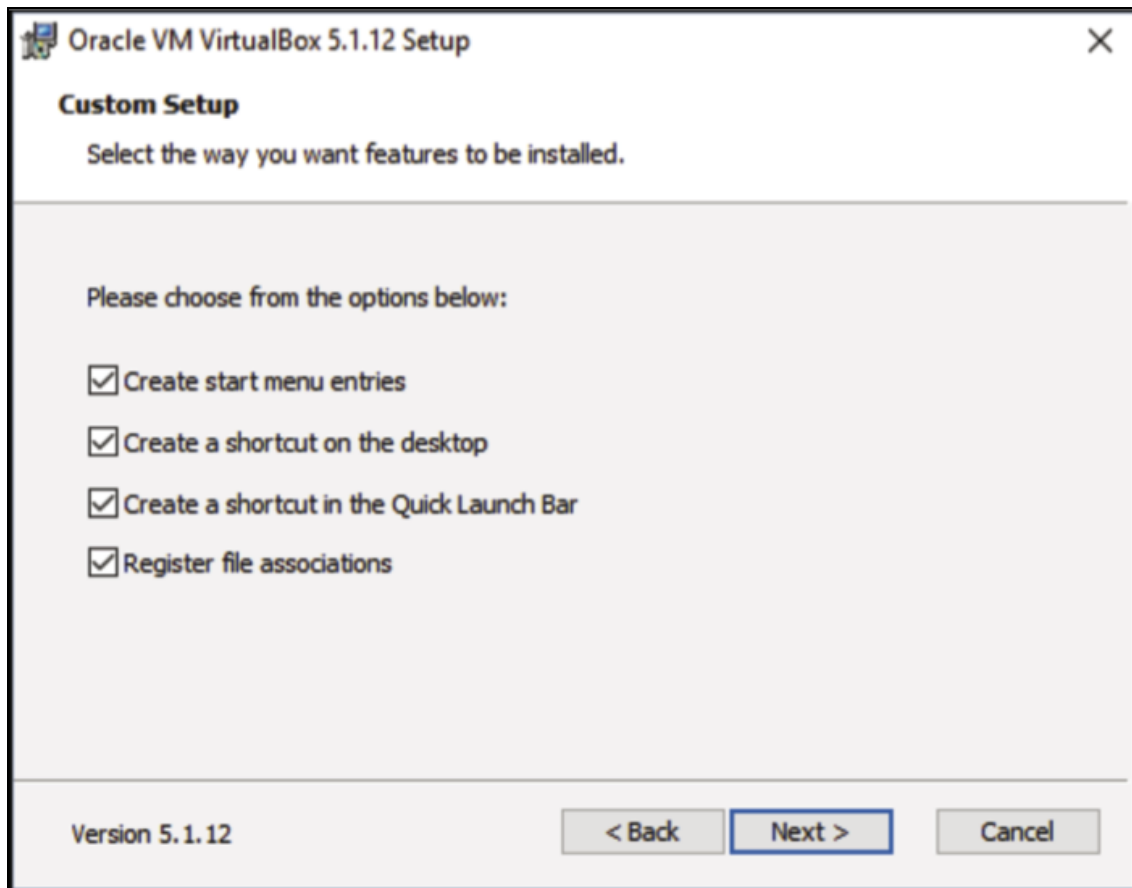 Oracle VM VirtualBox 5.1.12 Setup
Custom Setup
Select the way you want features to be installed.
Please choose from the options below:
Create start menu entries
Create a shortcut on the desktop
Create a shortcut in the Quick Launch Bar
Register file associations
Version 5.1.12
< Back
Next >
Cancel